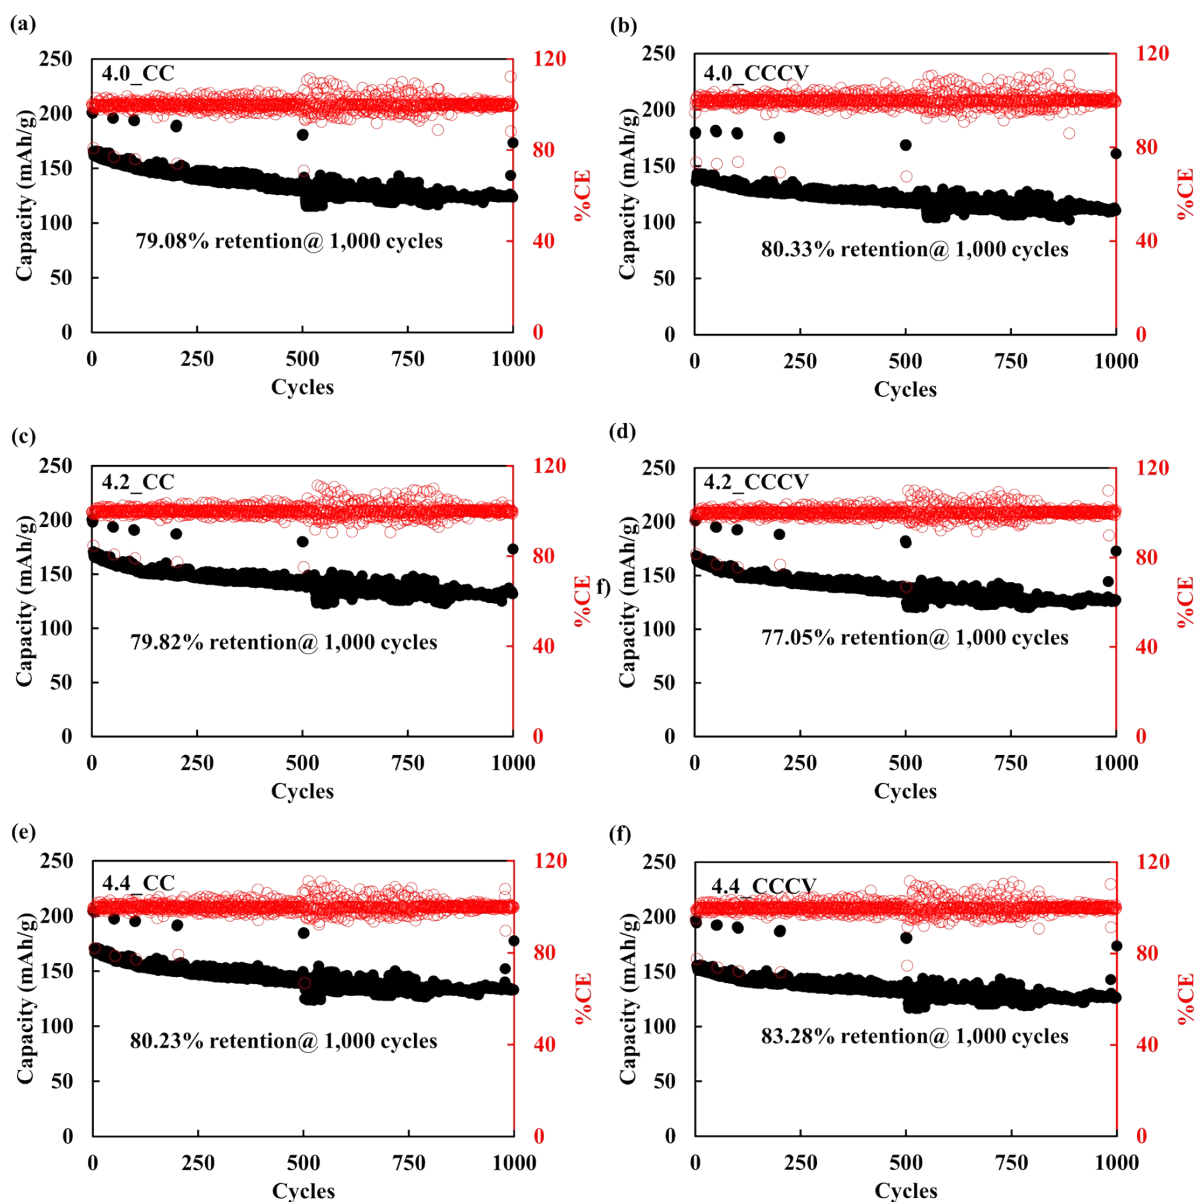 (a)
4.0_CC
250
200
150
100
50
0
Capacity (mAh/g)
120
80
40
0
%CE
79.08% retention@ 1,000 cycles
0 250 500 750 1000
Cycles
(b)
4.0_CCCV
250
200
150
100
50
0
Capacity (mAh/g)
120
80
40
0
%CE
80.33% retention@ 1,000 cycles
0 250 500 750 1000
Cycles
(c)
4.2_CC
250
200
150
100
50
0
Capacity (mAh/g)
120
80
40
0
%CE
79.82% retention@ 1,000 cycles
0 250 500 750 1000
Cycles
f)
(d)
4.2_CCCV
250
200
150
100
50
0
Capacity (mAh/g)
120
80
40
0
%CE
77.05% retention@ 1,000 cycles
0 250 500 750 1000
Cycles
(e)
4.4_CC
250
200
150
100
50
0
Capacity (mAh/g)
120
80
40
0
%CE
80.23% retention@ 1,000 cycles
0 250 500 750 1000
Cycles
(f)
4.4_CCCV
250
200
150
100
50
0
Capacity (mAh/g)
120
80
40
0
%CE
83.28% retention@ 1,000 cycles
0 250 500 750 1000
Cycles